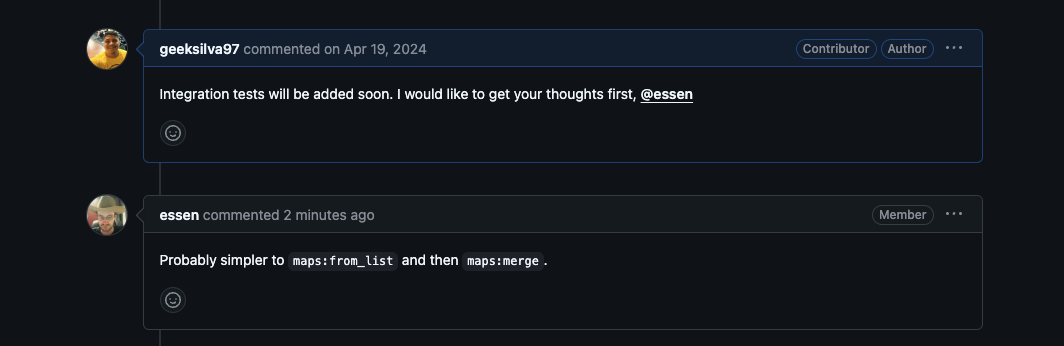 geeksilva97 commented on Apr 19, 2024 Contributor Author
Integration tests will be added soon. I would like to get your thoughts first, @essen
essen commented 2 minutes ago Member
Probably simpler to maps:from_list and then maps:merge.